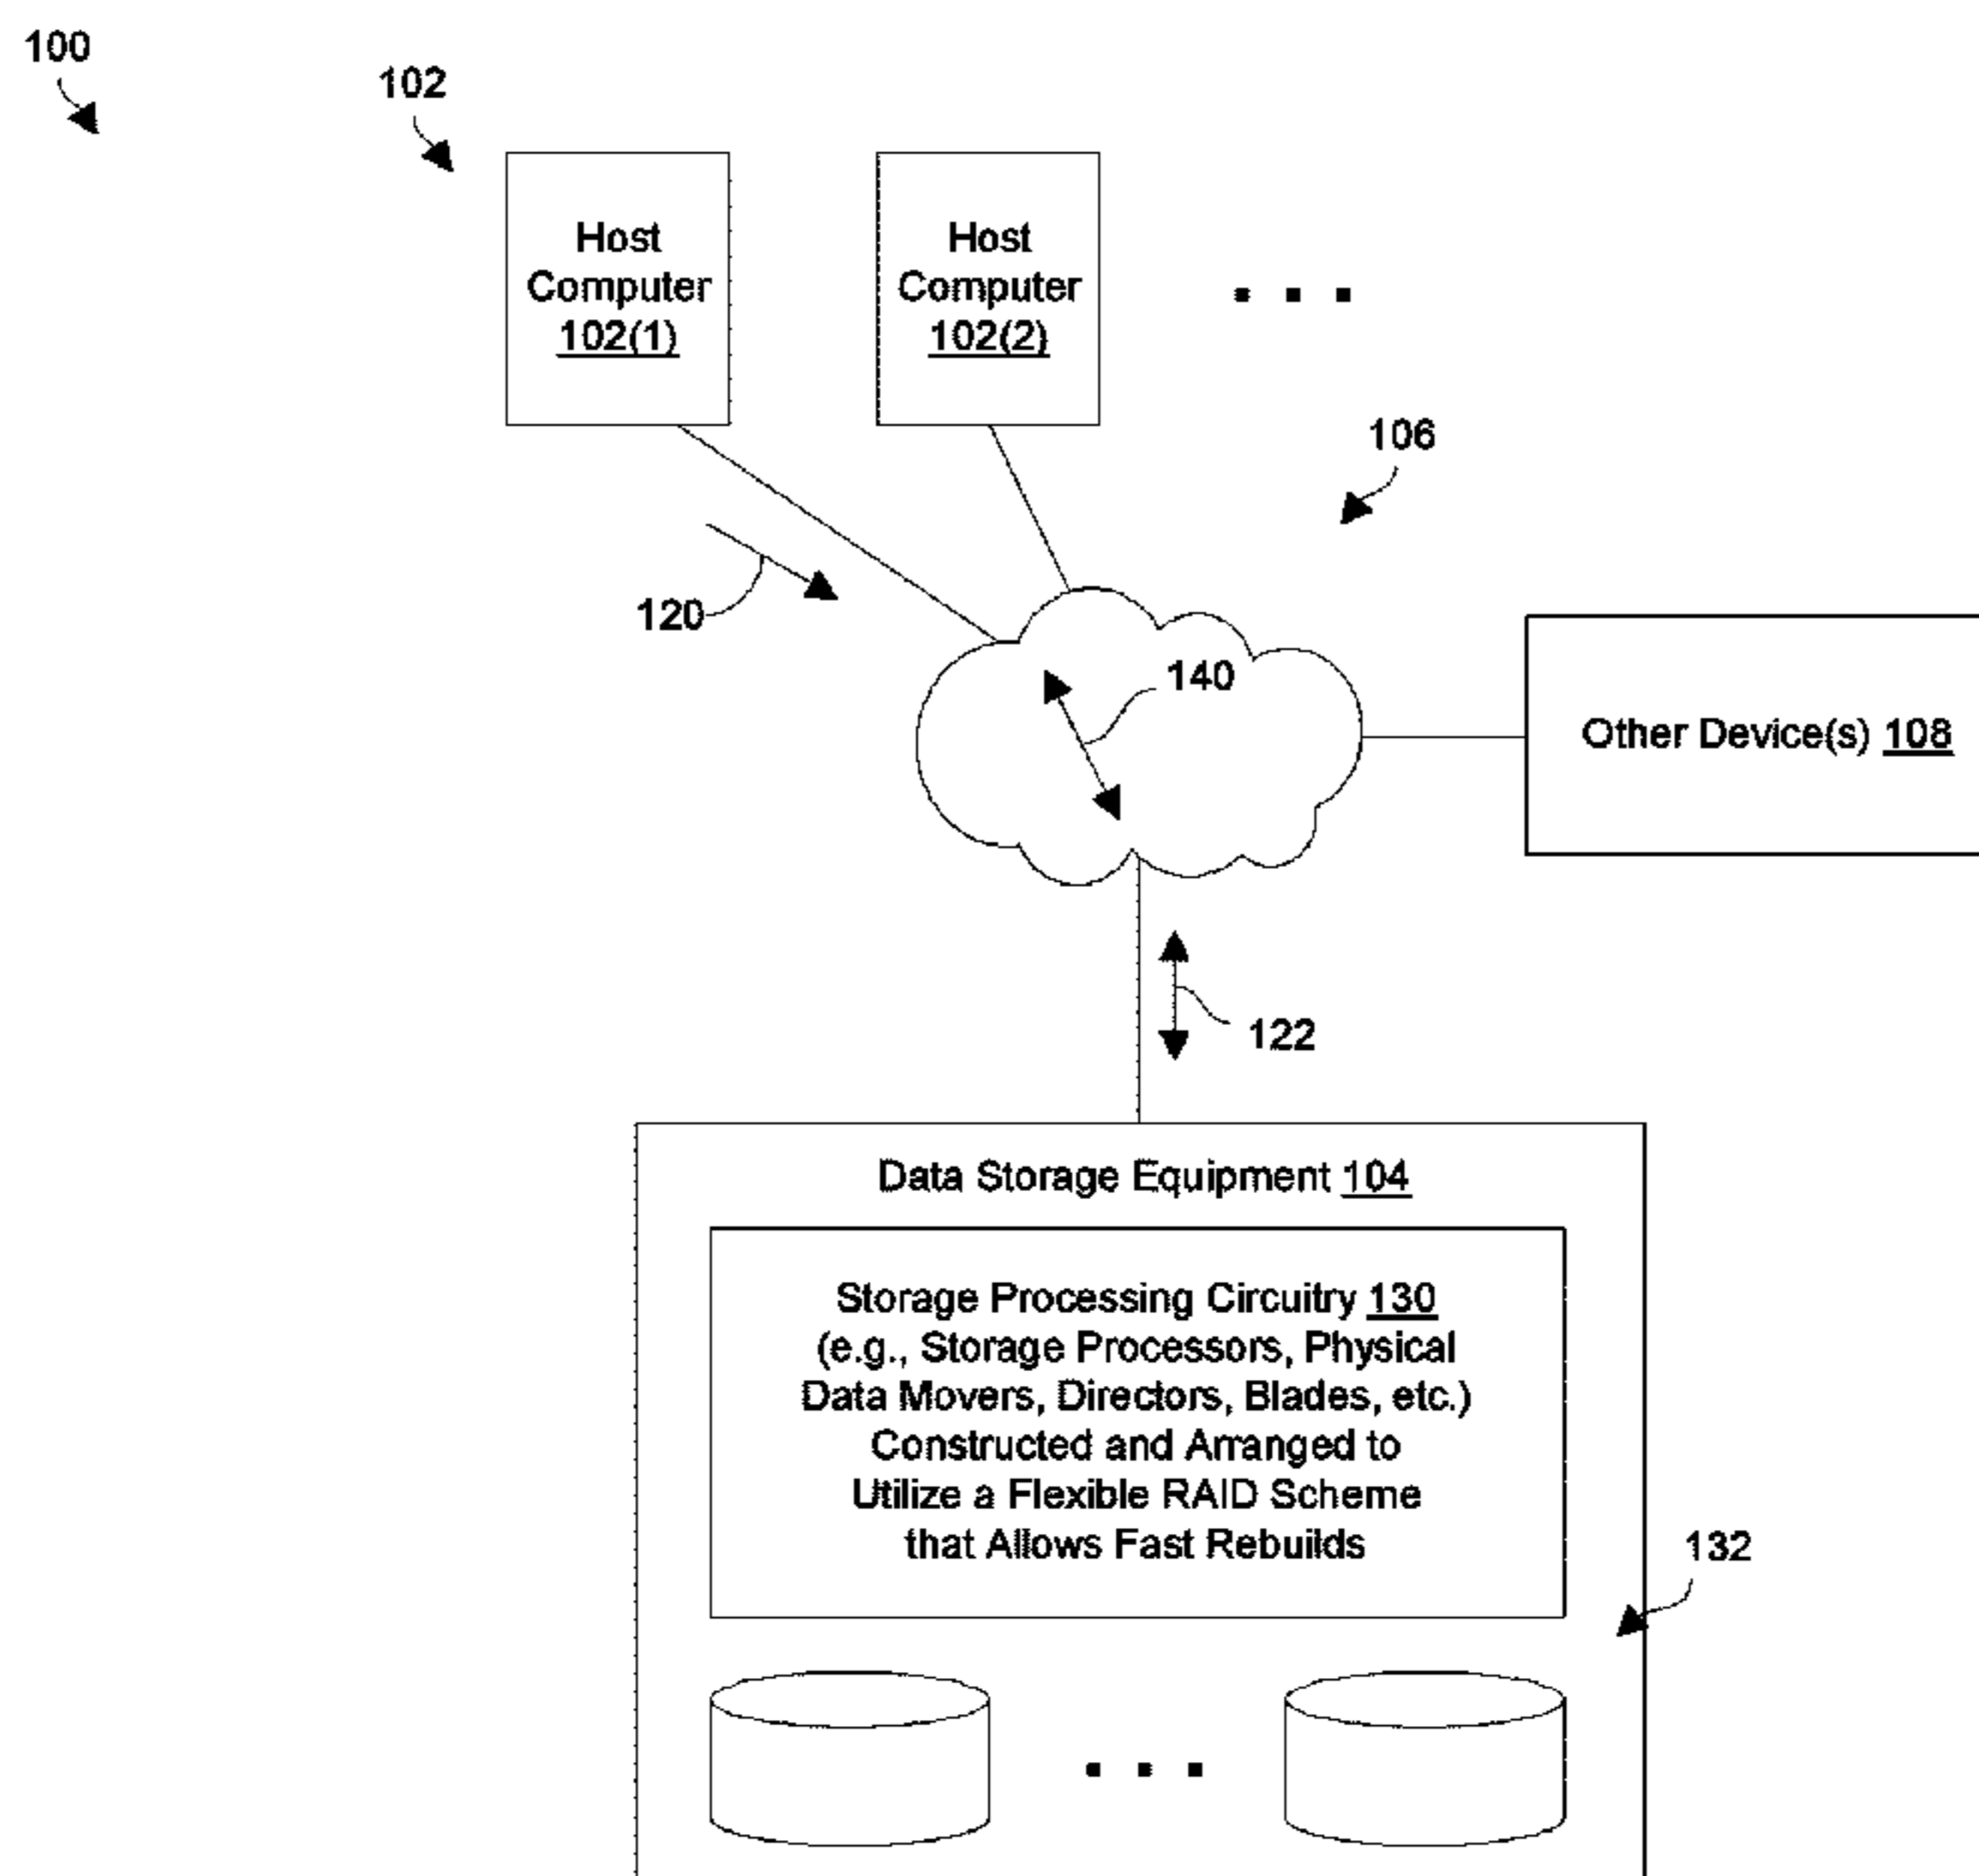 100
102
Host
Computer
102(1)
Host
Computer
102(2)
106
120
140
Other Device(s) 108
122
Data Storage Equipment 104
Storage Processing Circuitry 130
(e.g., Storage Processors, Physical
Data Movers, Directors, Blades, etc.)
Constructed and Arranged to
Utilize a Flexible RAID Scheme
that Allows Fast Rebuilds
132